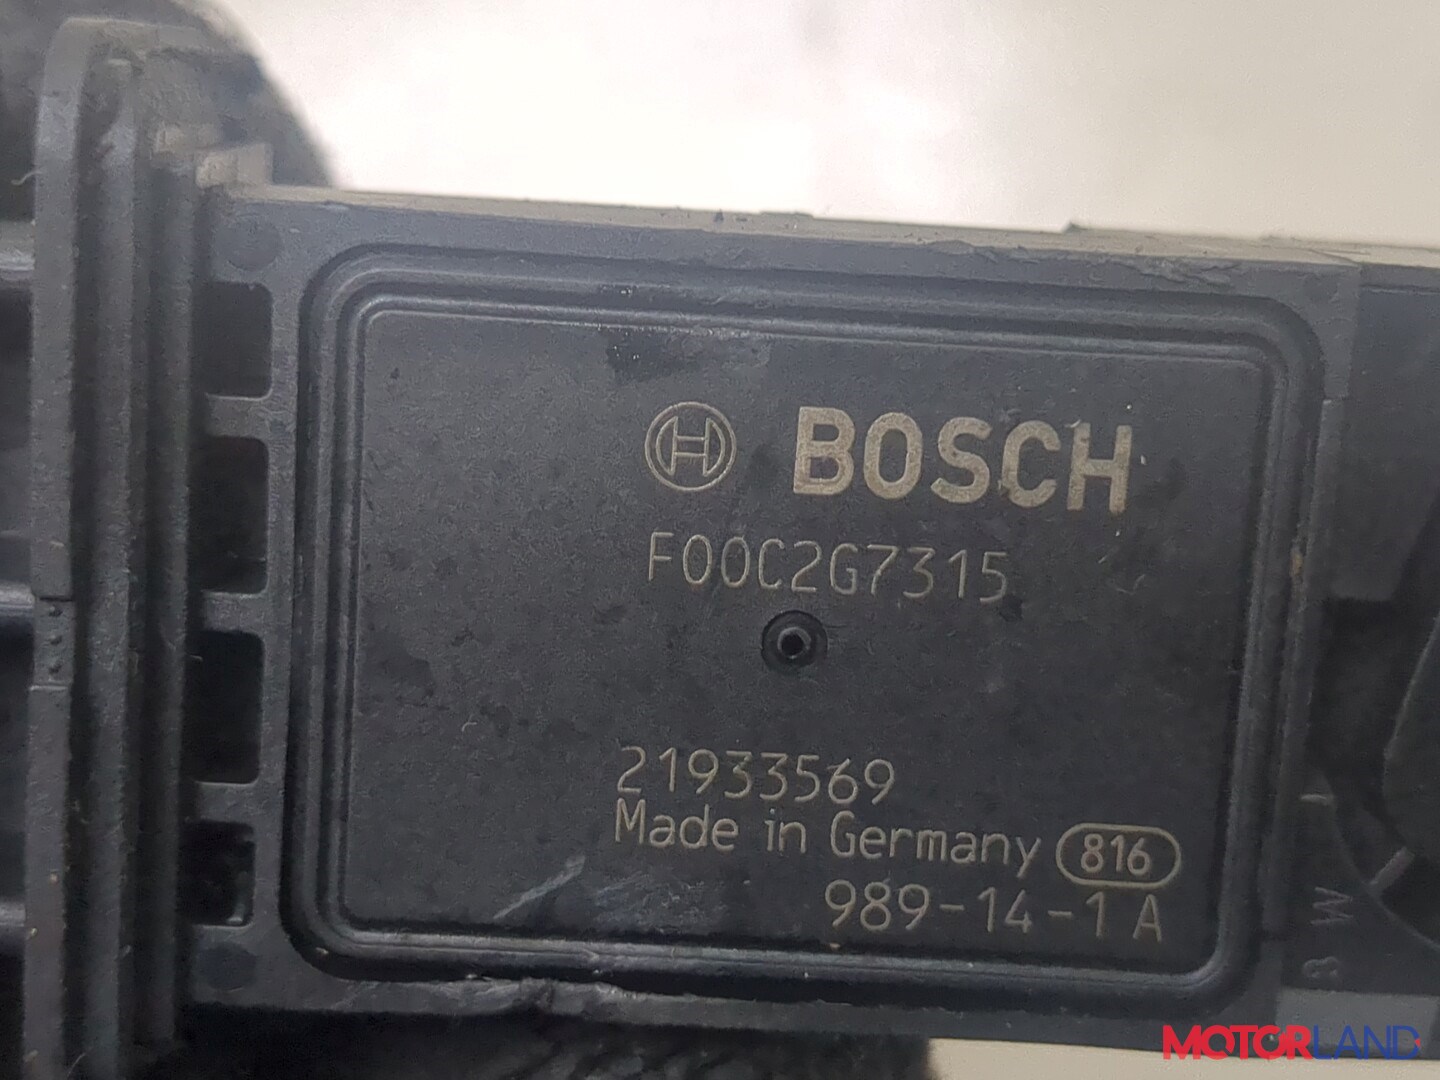 BOSCH
F00C2G7315
21933569
Made in Germany 816
989-14-1 A
MOTORLAND